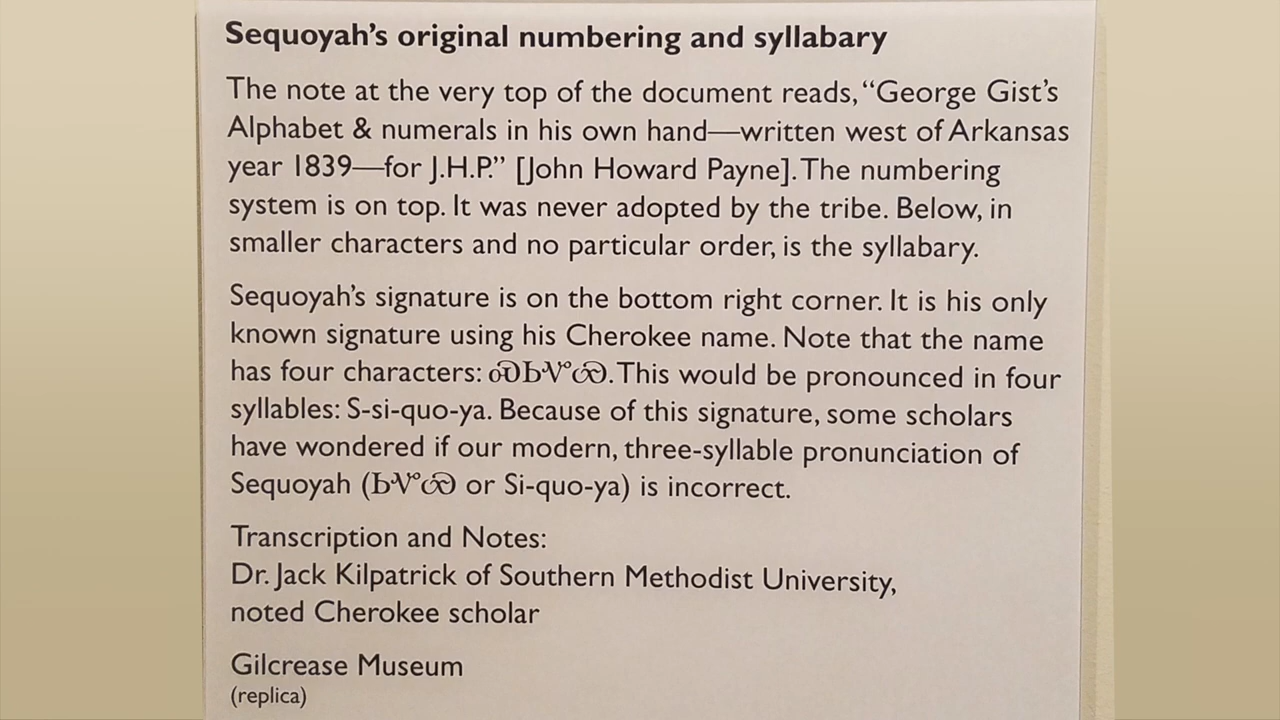 Sequoyah's original numbering and syllabary
The note at the very top of the document reads, “George Gist's
Alphabet & numerals in his own hand—written west of Arkansas
year 1839—for J.H.P.” [John Howard Payne]. The numbering
system is on top. It was never adopted by the tribe. Below, in
smaller characters and no particular order, is the syllabary.
Sequoyah's signature is on the bottom right corner. It is his only
known signature using his Cherokee name. Note that the name
has four characters: ᏍᏏᏉᏯ. This would be pronounced in four
syllables: S-si-quo-ya. Because of this signature, some scholars
have wondered if our modern, three-syllable pronunciation of
Sequoyah (ᏏᏉᏯ or Si-quo-ya) is incorrect.
Transcription and Notes:
Dr. Jack Kilpatrick of Southern Methodist University,
noted Cherokee scholar
Gilcrease Museum
(replica)